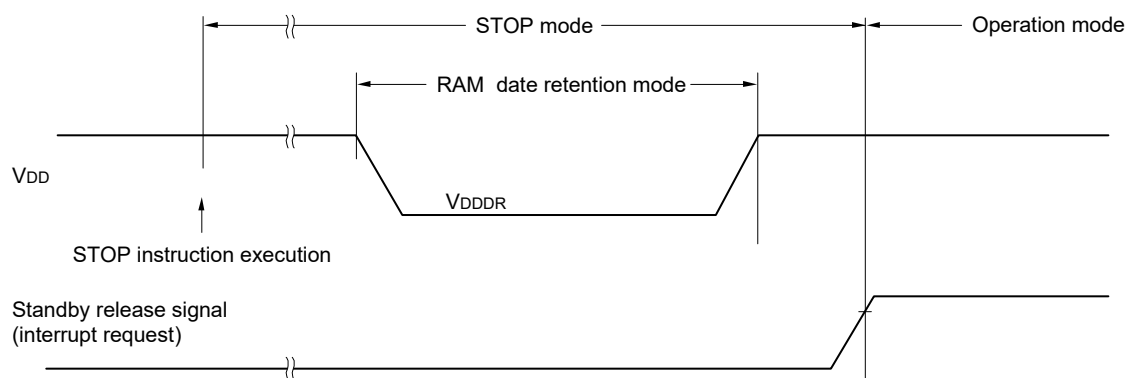 STOP mode
Operation mode
RAM  date retention mode
VDD
VDDDR
STOP instruction execution
Standby release signal
(interrupt request)